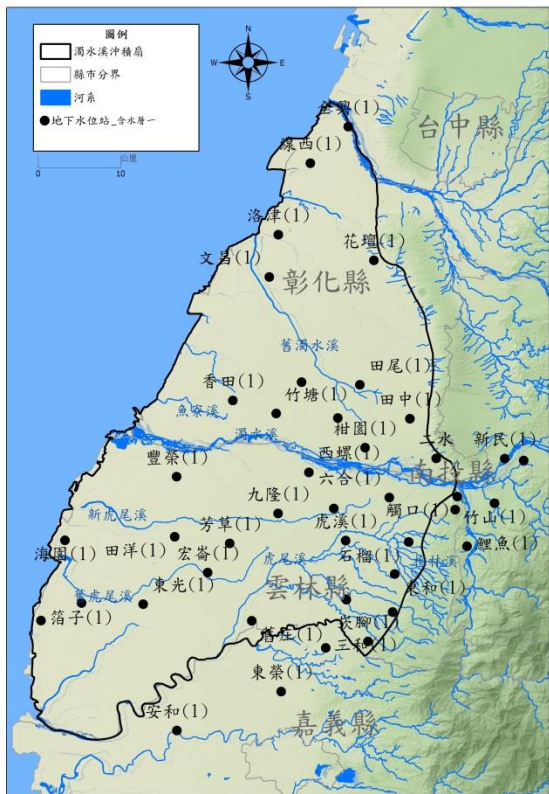 圖例
濁水溪沖積扇
縣市分界
河系
地下水位站_含水層一
公里
0 10
N
W E
S
全興(1)
台中縣
線西(1)
洛津(1)
花壇(1)
文昌(1)
彰化縣
舊濁水溪
田尾(1)
香田(1)
竹塘(1)
田中(1)
魚寮溪
柑園(1)
濁水溪
西螺(1)
二水
新民(1)
豐榮(1)
六合(1)
南投縣
九隆(1)
觸口(1)
竹山(1)
新虎尾溪
芳草(1)
虎溪(1)
海園(1)
田洋(1)
宏崙(1)
虎尾溪
石榴(1)
鯉魚(1)
東光(1)
雲林縣
東和(1)
舊虎尾溪
箔子(1)
崁腳(1)
舊庄(1)
三和(1)
東榮(1)
安和(1)
嘉義縣